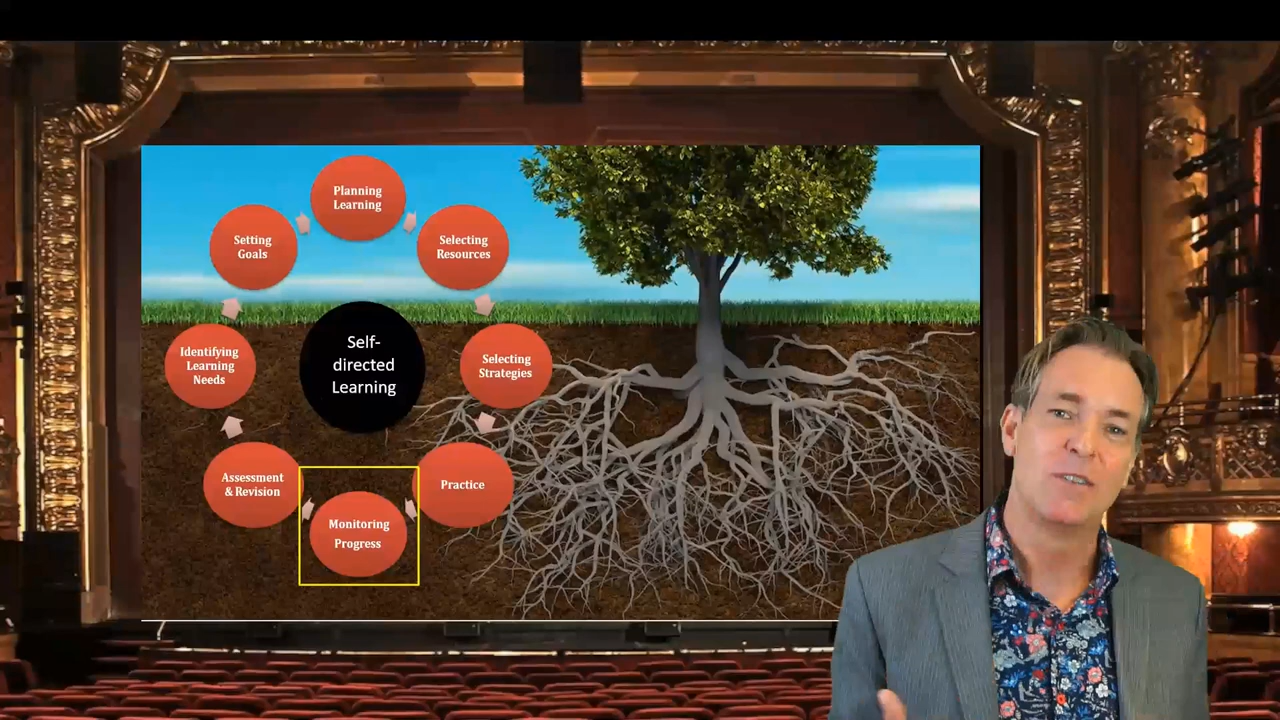 Planning
Learning
Setting
Goals
Selecting
Resources
Self-
directed
Learning
Identifying
Learning
Needs
Selecting
Strategies
Assessment
& Revision
Practice
Monitoring
Progress